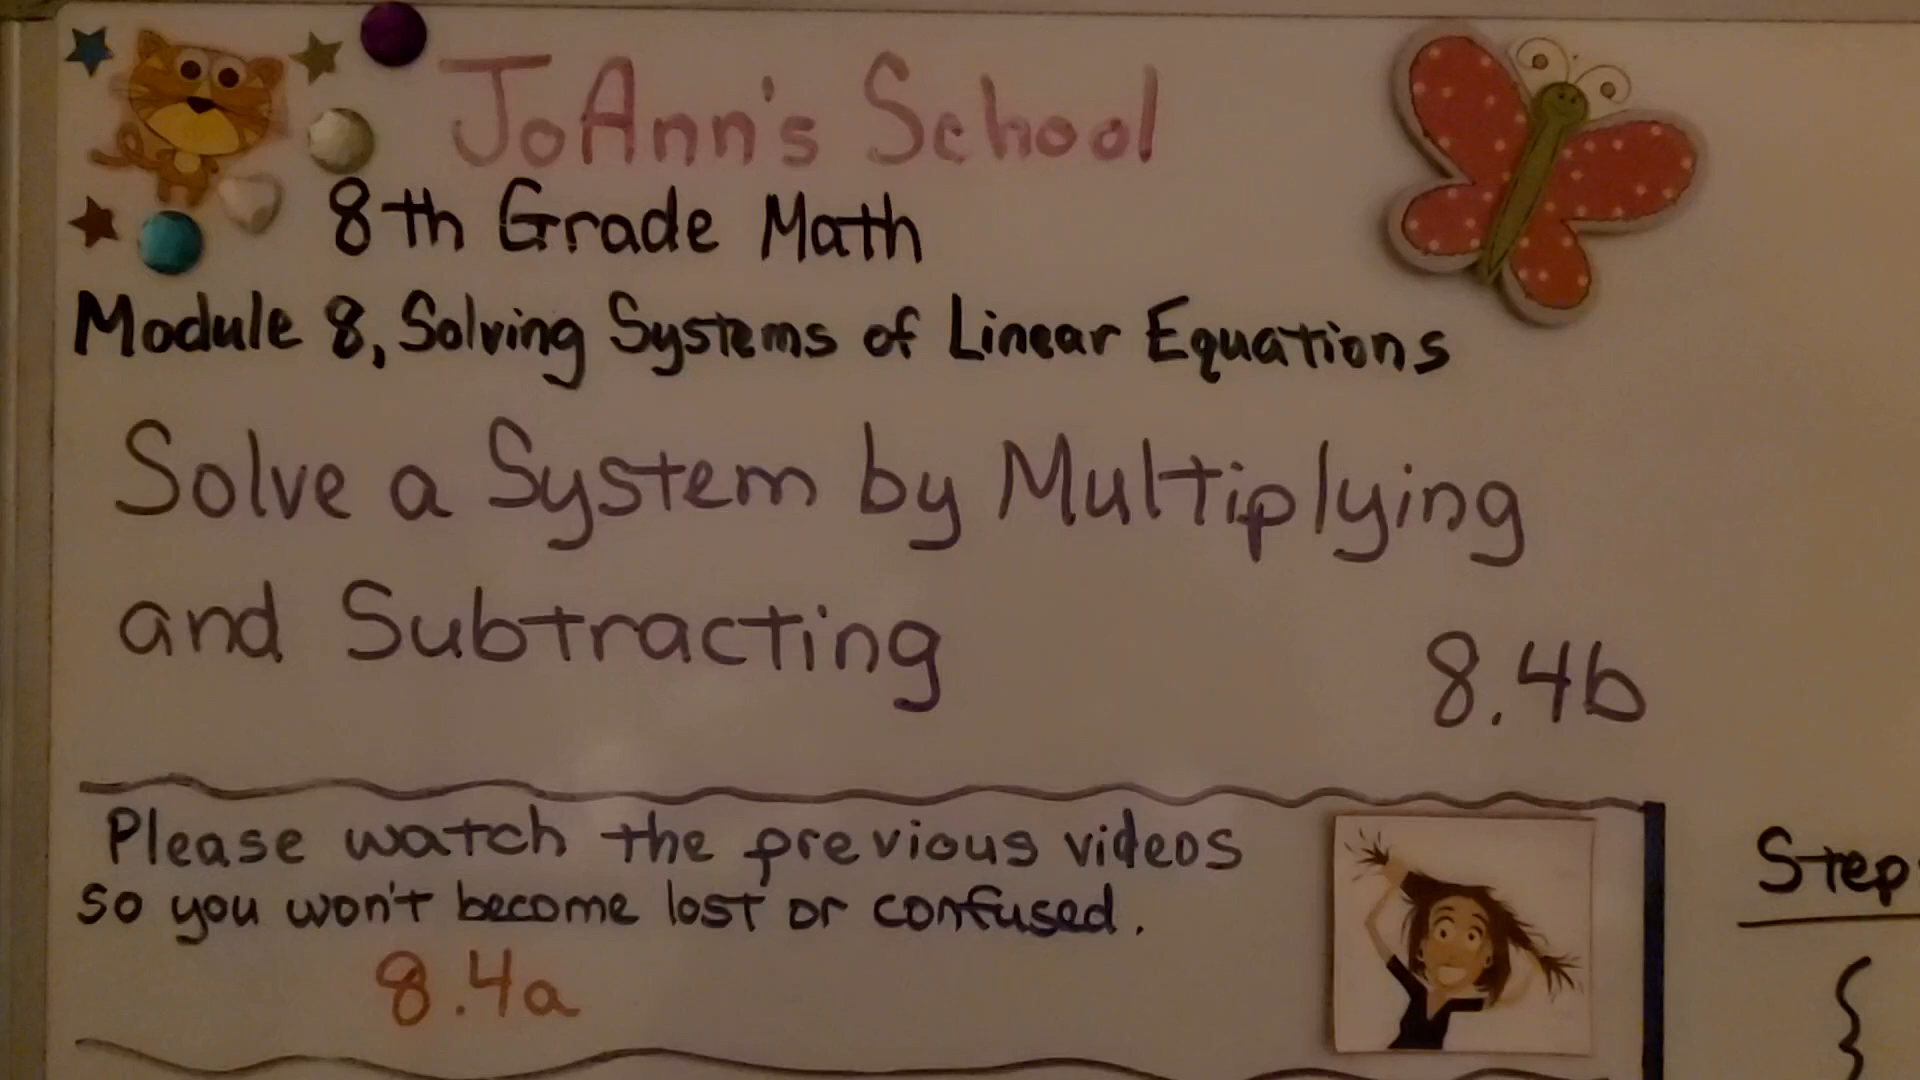 JoAnn's School
8th Grade Math
Module 8, Solving Systems of Linear Equations
Solve a System by Multiplying
and Subtracting
8.4b
Please watch the previous videos
so you won't become lost or confused.
8.4a
Step
{